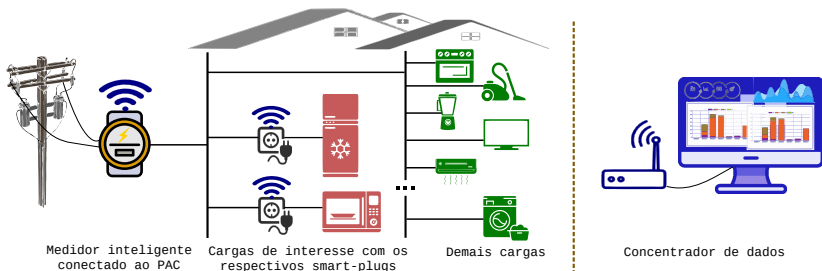 Medidor inteligente
conectado ao PAC
Cargas de interesse com os
respectivos smart-plugs
Demais cargas
Concentrador de dados